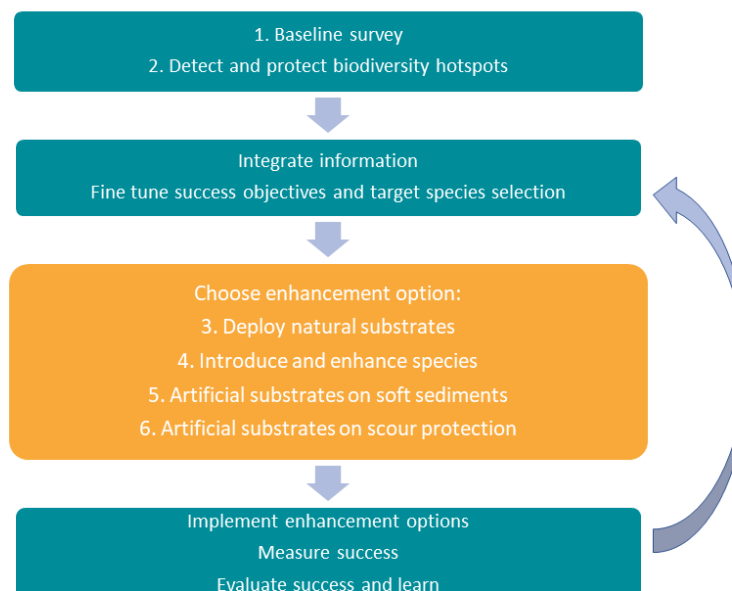 1. Baseline survey
2. Detect and protect biodiversity hotspots
Integrate information
Fine tune success objectives and target species selection
Choose enhancement option:
3. Deploy natural substrates
4. Introduce and enhance species
5. Artificial substrates on soft sediments
6. Artificial substrates on scour protection
Implement enhancement options
Measure success
Evaluate success and learn